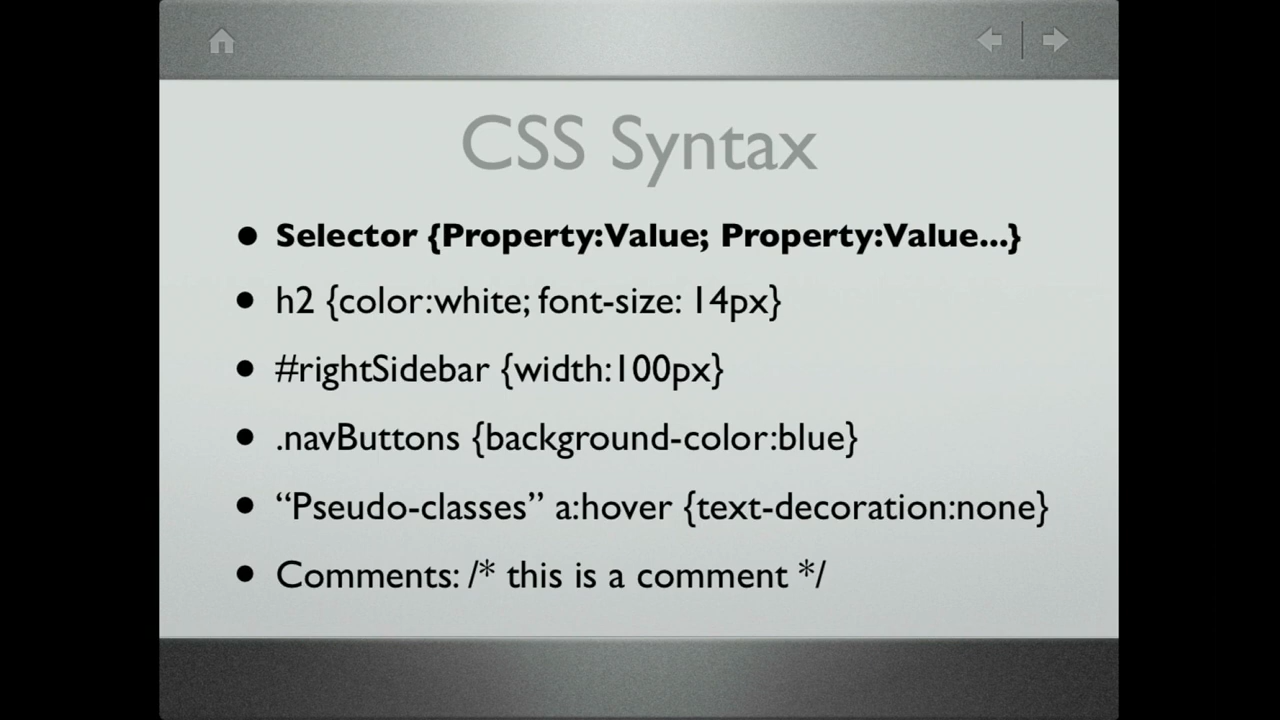 CSS Syntax
• Selector {Property:Value; Property:Value...}
• h2 {color:white; font-size: 14px}
• #rightSidebar {width:100px}
• .navButtons {background-color:blue}
• “Pseudo-classes” a:hover {text-decoration:none}
• Comments: /* this is a comment */